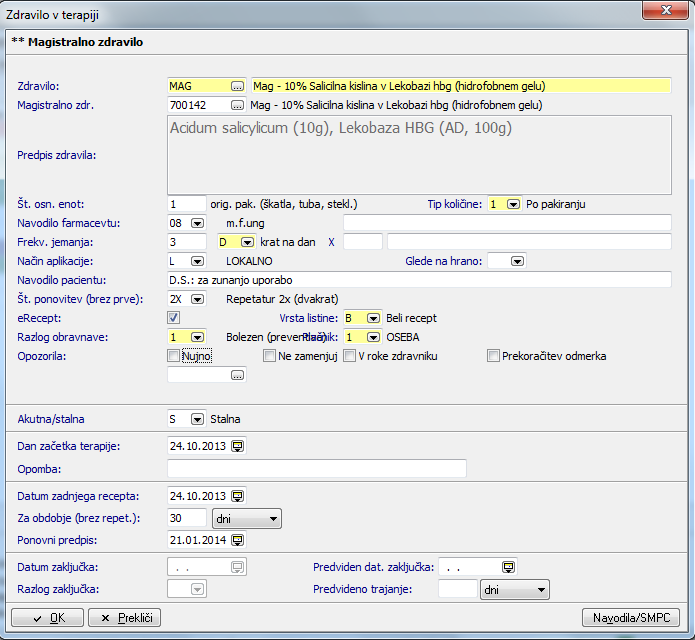 Zdravilo v terapiji
** Magistralno zdravilo
Zdravilo: MAG ... Mag - 10% Salicilna kislina v Lekobazi hbg (hidrofobnem gelu)
Magistralno zdr. 700142 ... Mag - 10% Salicilna kislina v Lekobazi hbg (hidrofobnem gelu)
Predpis zdravila: Acidum salicylicum (10g), Lekobaza HBG (AD, 100g)
Št. osn. enot: 1 orig. pak. (škatla, tuba, stekl.) Tip količine: 1 Po pakiranju
Navodilo farmacevtu: 08 m.f.ung
Frekv. jemanja: 3 D krat na dan X
Način aplikacije: L LOKALNO Glede na hrano:
Navodilo pacientu: D.S.: za zunanjo uporabo
Št. ponovitev (brez prve): 2X Repetatur 2x (dvakrat)
eRecept: Vrsta listine: B Beli recept
Razlog obravnave: 1 Bolezen (preventiva) Plačnik: 1 OSEBA
Opozorila: Nujno Ne zamenjuj V roke zdravniku Prekoračitev odmerka
...
Akutna/stalna S Stalna
Dan začetka terapije: 24.10.2013
Opomba:
Datum zadnjega recepta: 24.10.2013
Za obdobje (brez repet.): 30 dni
Ponovni predpis: 21.01.2014
Datum zaključka: . . Predviden dat. zaključka: . .
Razlog zaključka: Predvideno trajanje: dni
OK Prekliči Navodila/SMPC